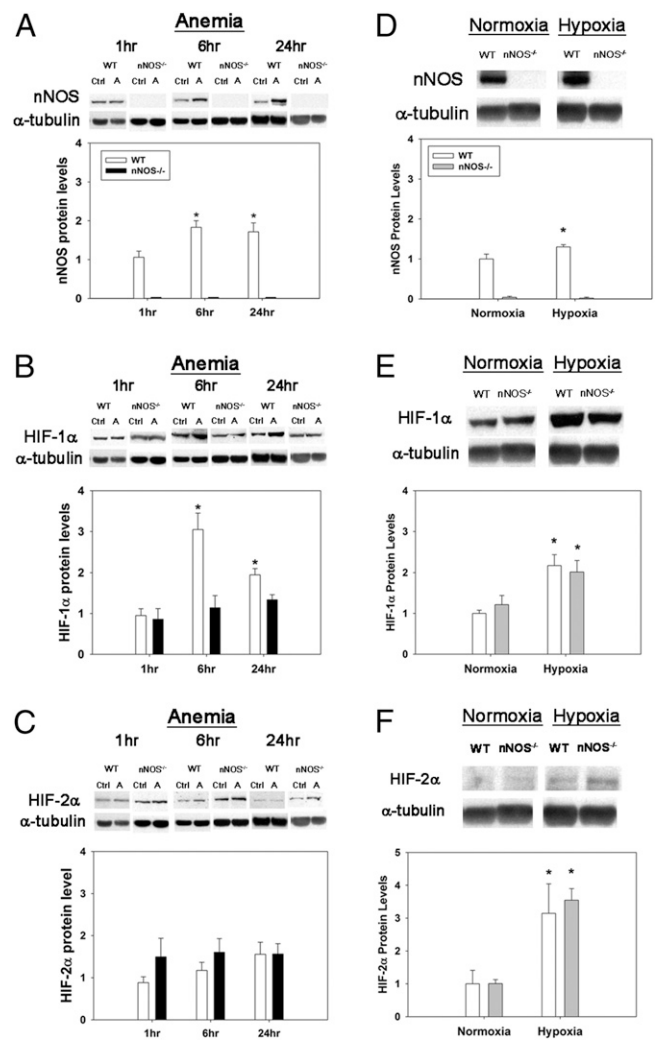 A
Anemia
1hr 6hr 24hr
WT nNOS-/- WT nNOS-/- WT nNOS-/-
Ctrl A Ctrl A Ctrl A Ctrl A Ctrl A Ctrl A
nNOS
α-tubulin
nNOS protein levels
4
3
2
1
0
WT
nNOS-/-
* *
1hr 6hr 24hr
B
Anemia
1hr 6hr 24hr
WT nNOS-/- WT nNOS-/- WT nNOS-/-
Ctrl A Ctrl A Ctrl A Ctrl A Ctrl A Ctrl A
HIF-1α
α-tubulin
HIF-1α protein levels
4
3
2
1
0
* *
1hr 6hr 24hr
C
Anemia
1hr 6hr 24hr
WT nNOS-/- WT nNOS-/- WT nNOS-/-
Ctrl A Ctrl A Ctrl A Ctrl A Ctrl A Ctrl A
HIF-2α
α-tubulin
HIF-2α protein level
4
3
2
1
0
1hr 6hr 24hr
D
Normoxia Hypoxia
WT nNOS-/- WT nNOS-/-
nNOS
α-tubulin
nNOS Protein Levels
4
3
2
1
0
WT
nNOS-/-
*
Normoxia Hypoxia
E
Normoxia Hypoxia
WT nNOS-/- WT nNOS-/-
HIF-1α
α-tubulin
HIF-1α Protein Levels
4
3
2
1
0
* *
Normoxia Hypoxia
F
Normoxia Hypoxia
WT nNOS-/- WT nNOS-/-
HIF-2α
α-tubulin
HIF-2α Protein Levels
5
4
3
2
1
0
* *
Normoxia Hypoxia